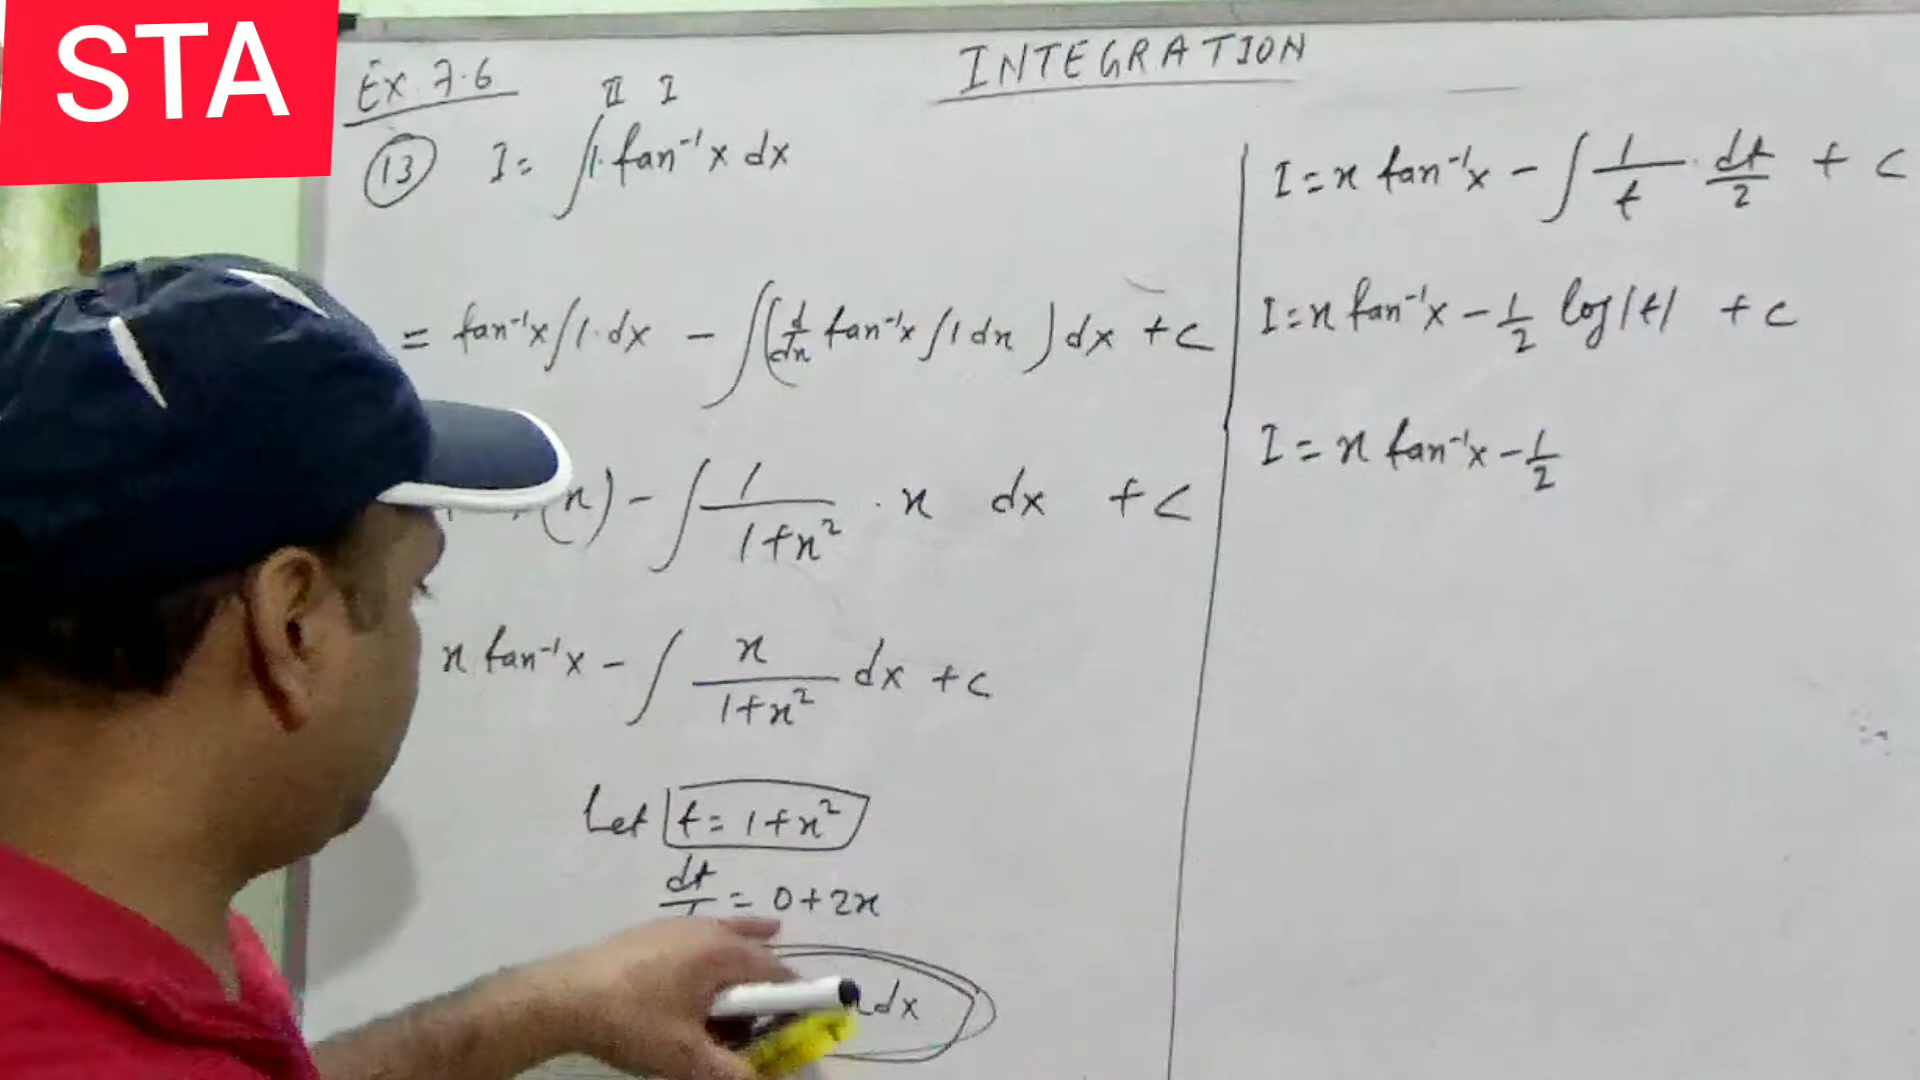 STA
INTEGRATION
Ex. 7.6
II I
(13) I = ∫1. tan⁻¹x dx
= tan⁻¹x ∫1.dx - ∫(d/dx tan⁻¹x ∫1 dx) dx + c
(x) - ∫ 1/(1+x²) . x dx + c
x tan⁻¹x - ∫ x/(1+x²) dx + c
Let t = 1+x²
dt/ = 0+2x
dx
I = x tan⁻¹x - ∫ 1/t . dt/2 + c
I = x tan⁻¹x - 1/2 log|t| + c
I = x tan⁻¹x - 1/2